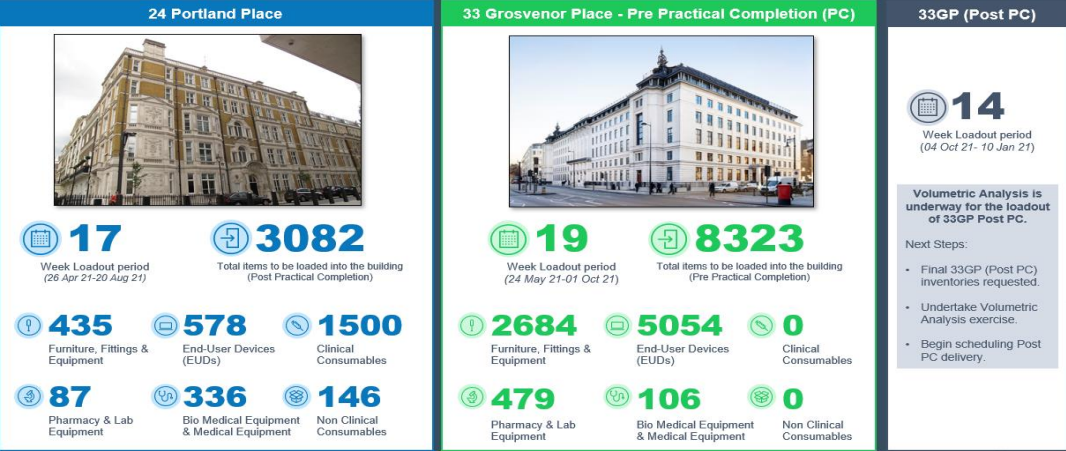 24 Portland Place
17
Week Loadout period
(26 Apr 21-20 Aug 21)
3082
Total items to be loaded into the building
(Post Practical Completion)
435
Furniture, Fittings &
Equipment
578
End-User Devices
(EUDs)
1500
Clinical
Consumables
87
Pharmacy & Lab
Equipment
336
Bio Medical Equipment
& Medical Equipment
146
Non Clinical
Consumables
33 Grosvenor Place - Pre Practical Completion (PC)
19
Week Loadout period
(24 May 21-01 Oct 21)
8323
Total items to be loaded into the building
(Pre Practical Completion)
2684
Furniture, Fittings &
Equipment
5054
End-User Devices
(EUDs)
0
Clinical
Consumables
479
Pharmacy & Lab
Equipment
106
Bio Medical Equipment
& Medical Equipment
0
Non Clinical
Consumables
33GP (Post PC)
14
Week Loadout period
(04 Oct 21- 10 Jan 21)
Volumetric Analysis is
underway for the loadout
of 33GP Post PC.
Next Steps:
• Final 33GP (Post PC)
inventories requested.
• Undertake Volumetric
Analysis exercise.
• Begin scheduling Post
PC delivery.